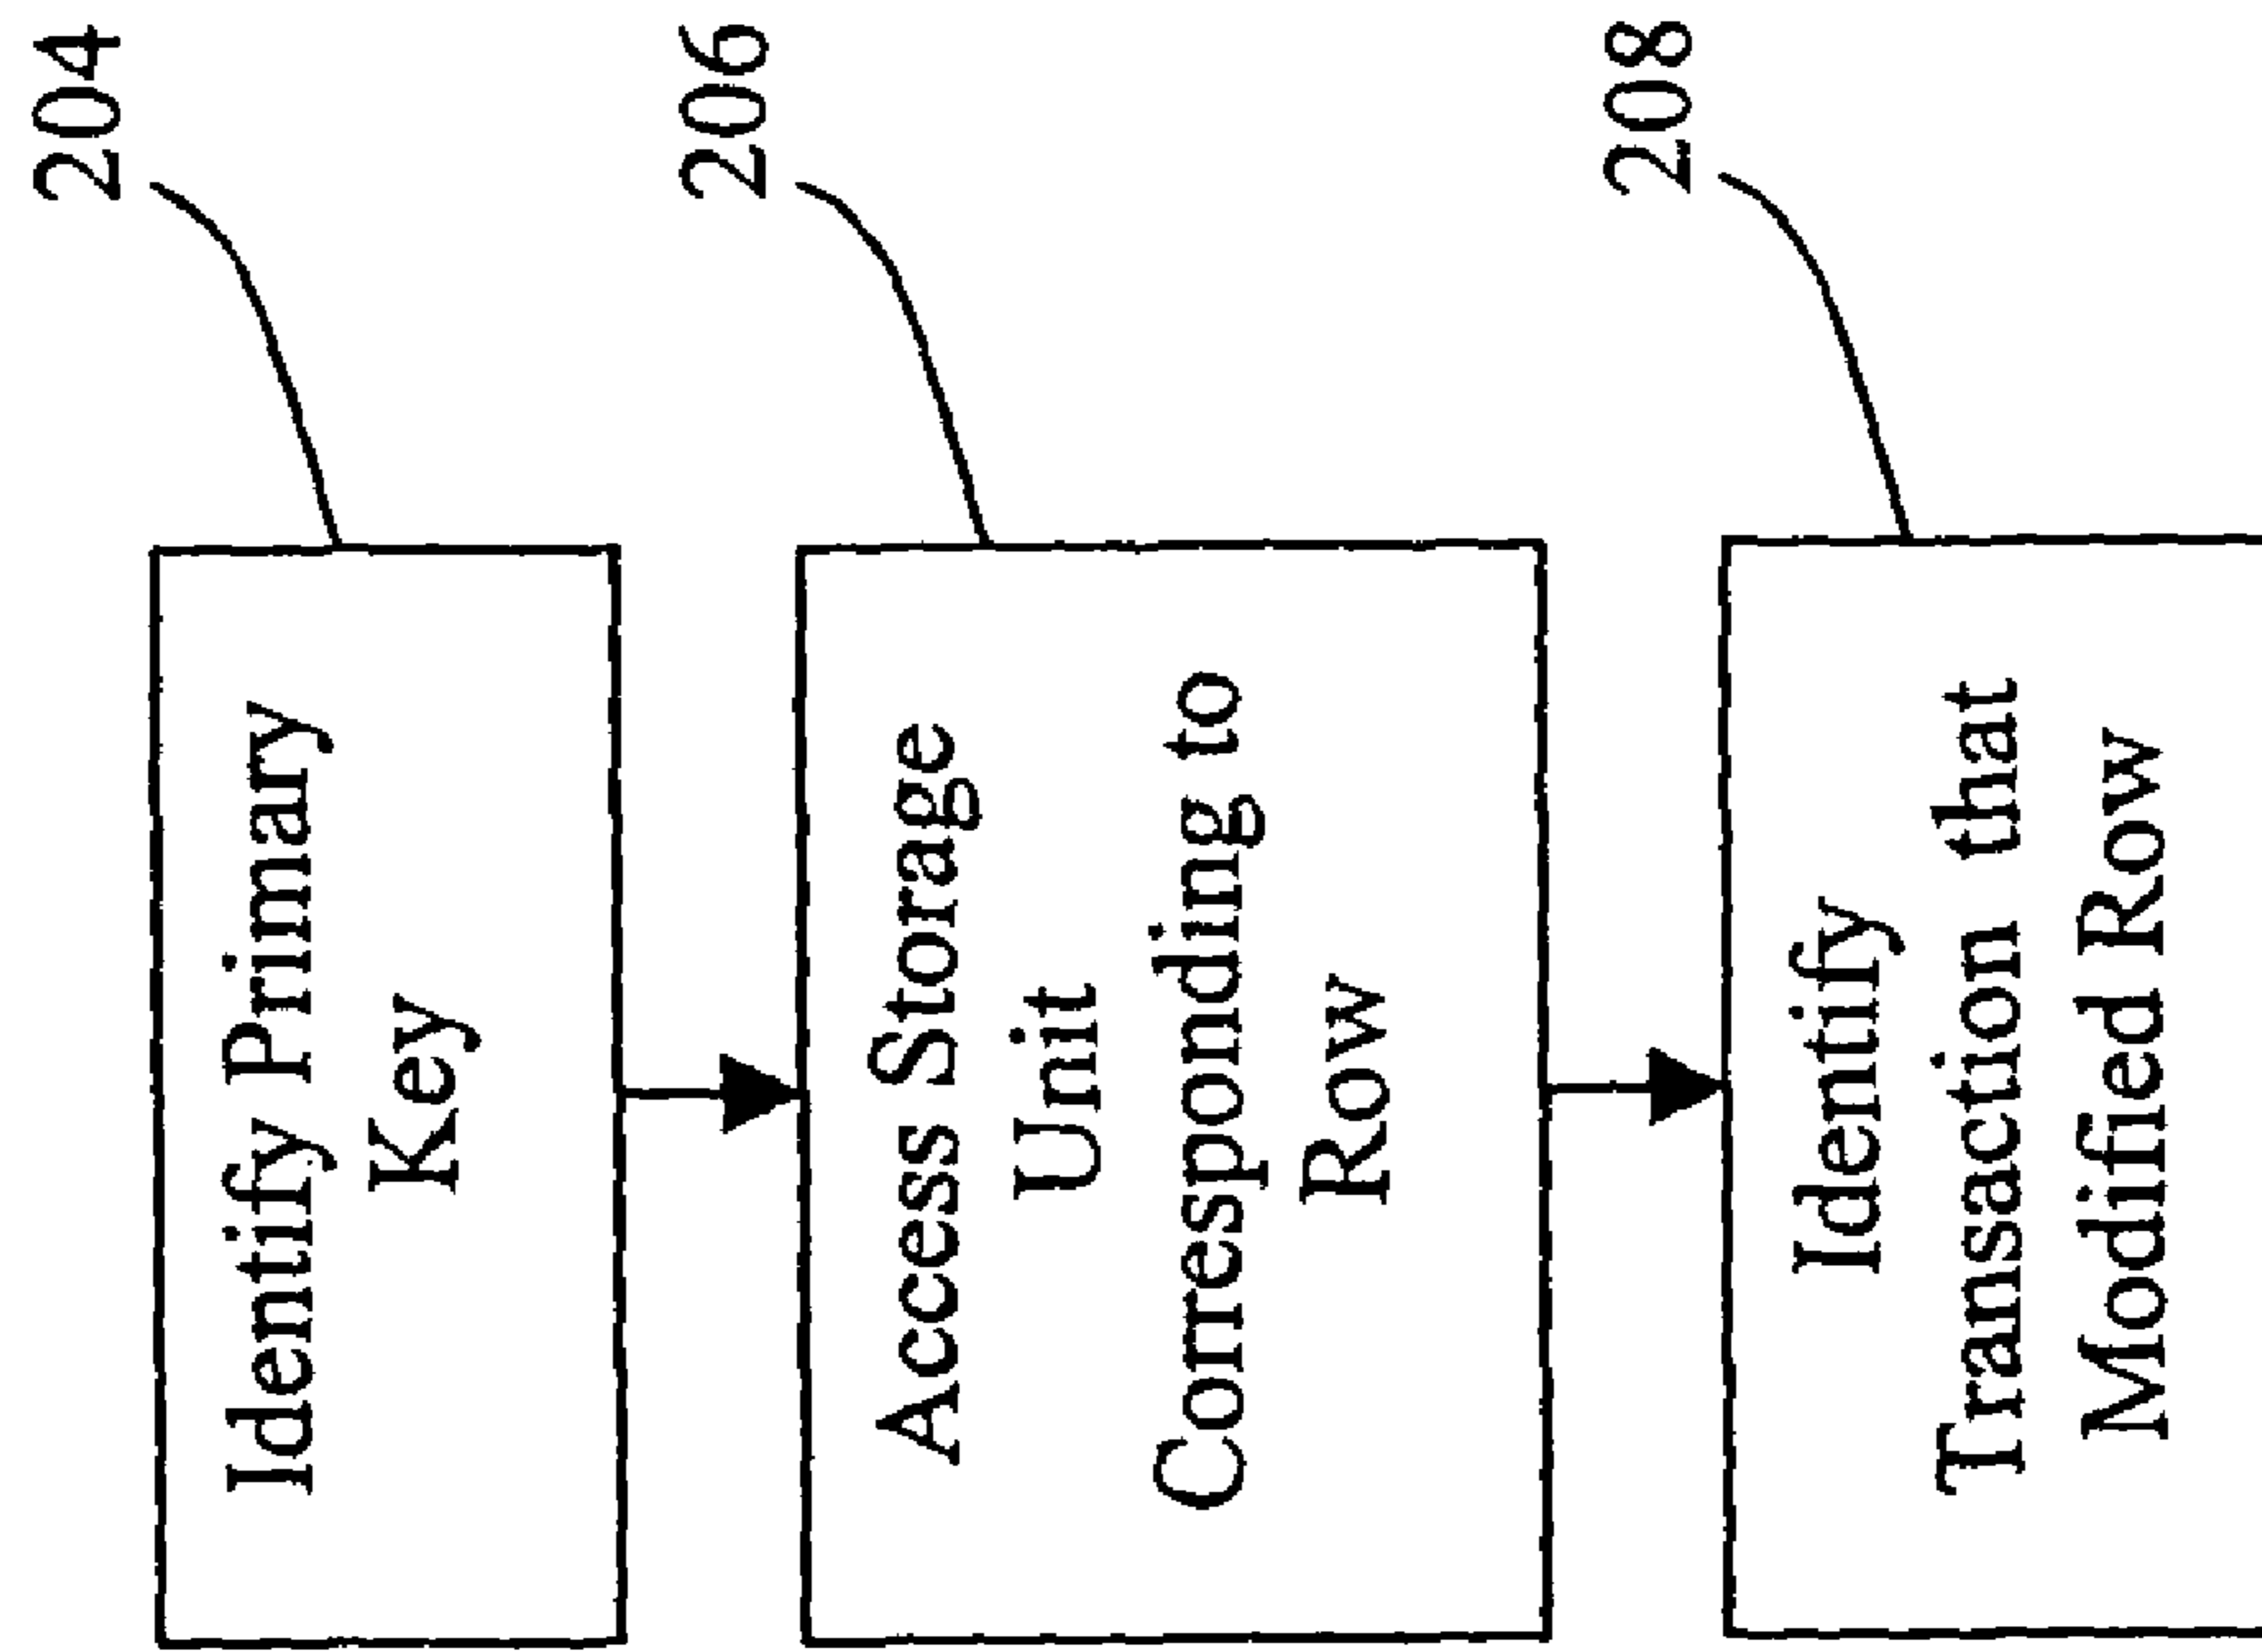 204
Identify Primary
Key
206
Access Storage
Unit
Corresponding to
Row
208
Identify
Transaction that
Modified Row